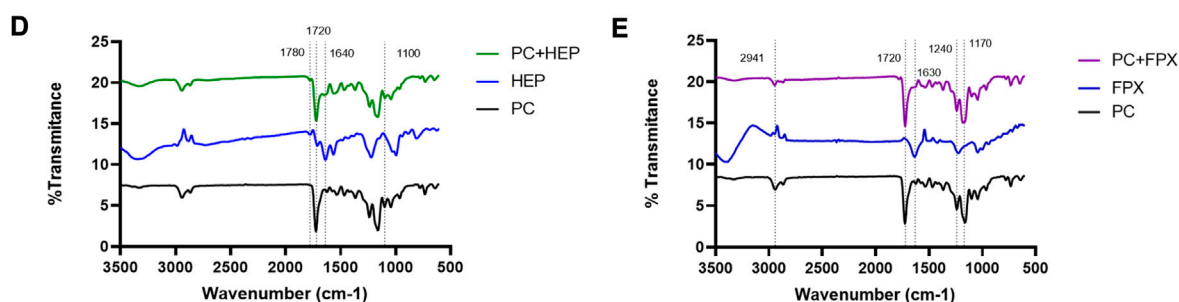 D
1720
1780
1640
1100
25
20
15
10
5
0
%Transmitance
3500
3000
2500
2000
1500
1000
500
Wavenumber (cm-1)
PC+HEP
HEP
PC
E
2941
1720
1630
1240
1170
25
20
15
10
5
0
% Transmitance
3500
3000
2500
2000
1500
1000
500
Wavenumber (cm-1)
PC+FPX
FPX
PC